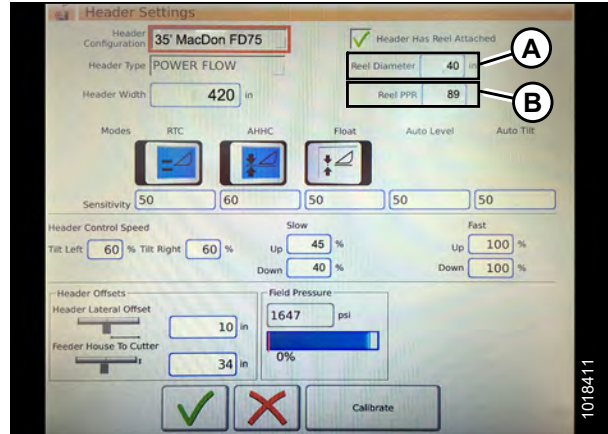 Header Settings
Header Configuration 35' MacDon FD75
Header Has Reel Attached
A
Header Type POWER FLOW
Reel Diameter 40 in
Header Width 420 in
Reel PPR 89
B
Modes RTC AHHC Float Auto Level Auto Tilt
Sensitivity 50 60 50 50 50
Header Control Speed Slow Fast
Tilt Left 60 % Tilt Right 60 % Up 45 % Up 100 %
Down 40 % Down 100 %
Header Offsets Field Pressure
Header Lateral Offset 1647 psi
10 in
Feeder House To Cutter 0%
34 in
Calibrate
1018411